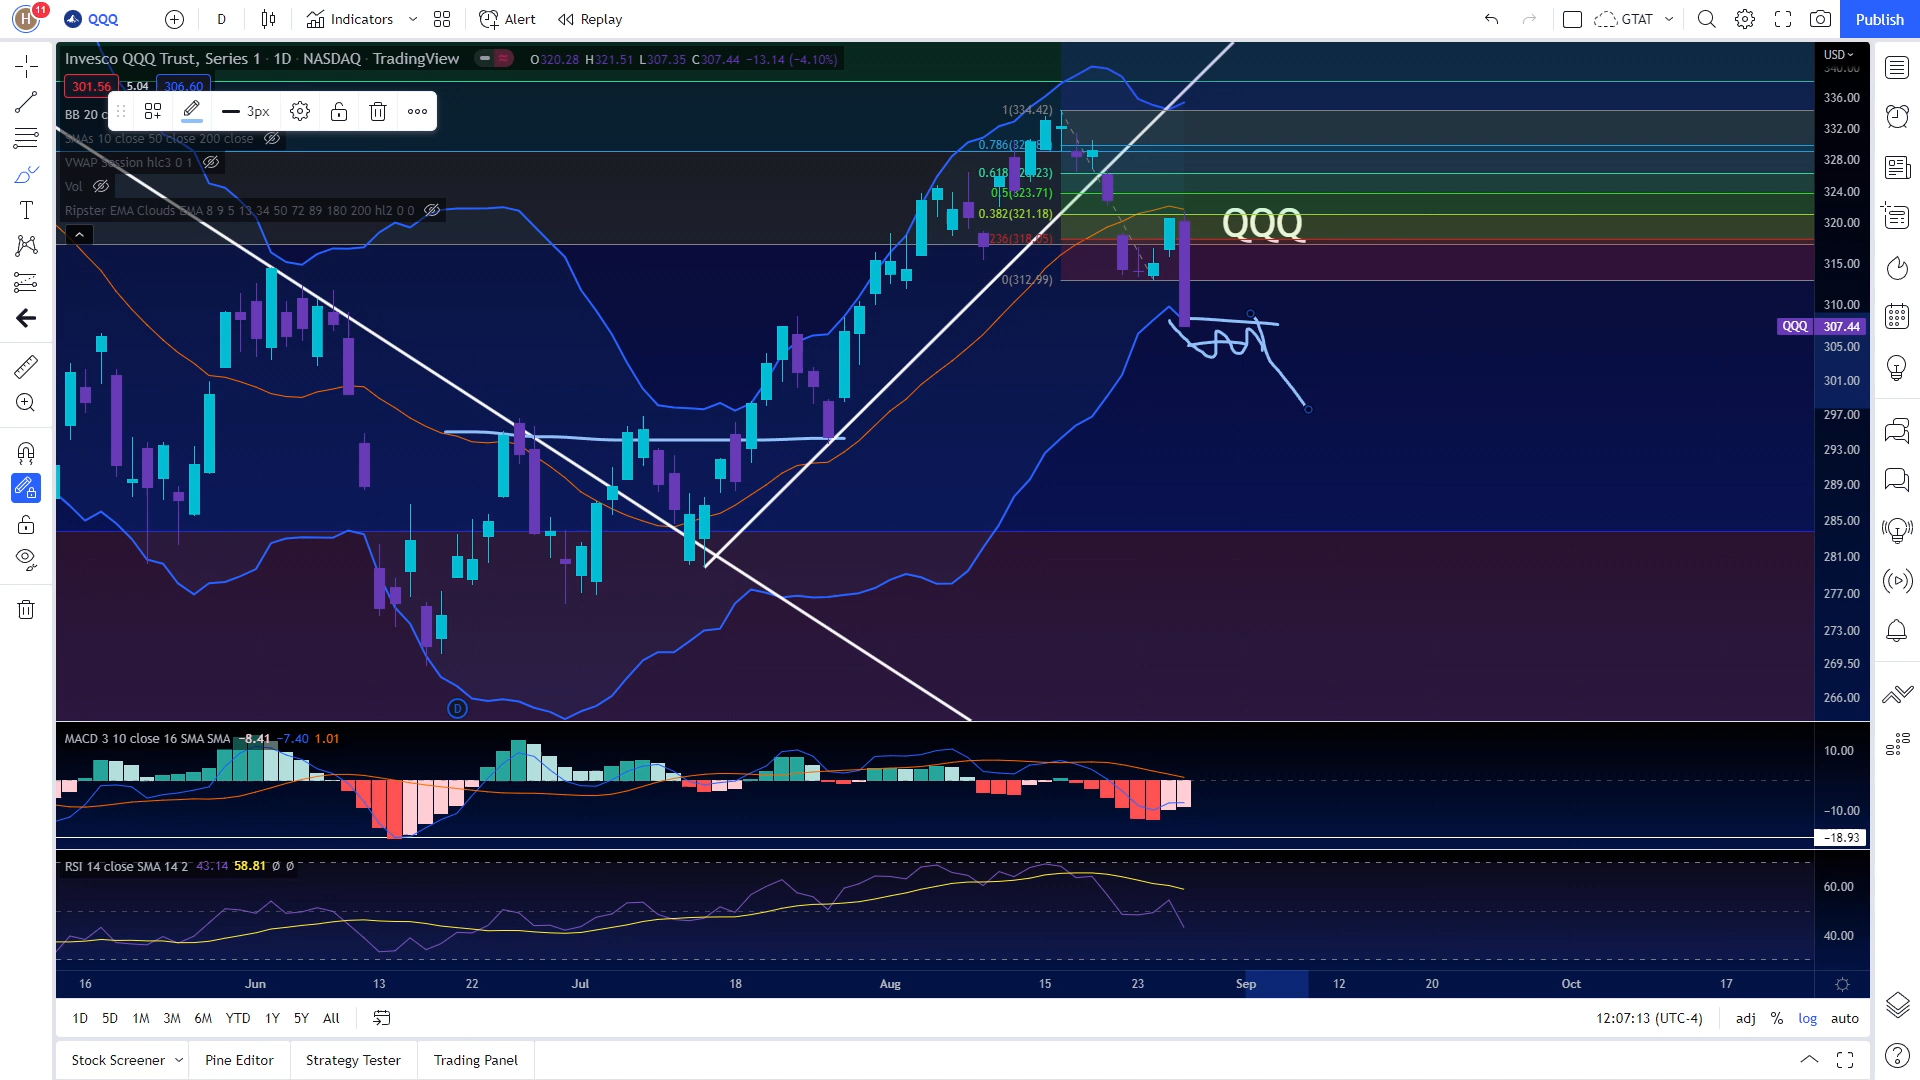 H 11 QQQ D Indicators Alert Replay GTAT Publish
Invesco QQQ Trust, Series 1 · 1D · NASDAQ · TradingView O320.28 H321.51 L307.35 C307.44 −13.14 (−4.10%)
301.56 5.04 306.60
BB 20 c
3px
SMAs 10 close 50 close 200 close
VWAP Session hlc3 0 1
Vol
Ripster EMA Clouds EMA 8 9 5 13 34 50 72 89 180 200 hl2 0 0
1(334.42)
0.5(323.71)
0.382(321.18)
0(312.99)
QQQ
D
USD
340.00
336.00
332.00
328.00
324.00
320.00
315.00
310.00
QQQ 307.44
305.00
301.00
297.00
293.00
289.00
285.00
281.00
277.00
273.00
269.50
266.00
MACD 3 10 close 16 SMA SMA −8.41 −7.40 1.01
10.00
−10.00
−18.93
RSI 14 close SMA 14 2 43.14 58.81 Ø Ø
60.00
40.00
16 Jun 13 22 Jul 18 Aug 15 23 Sep 12 20 Oct 17
1D 5D 1M 3M 6M YTD 1Y 5Y All 12:07:13 (UTC-4) adj % log auto
Stock Screener Pine Editor Strategy Tester Trading Panel